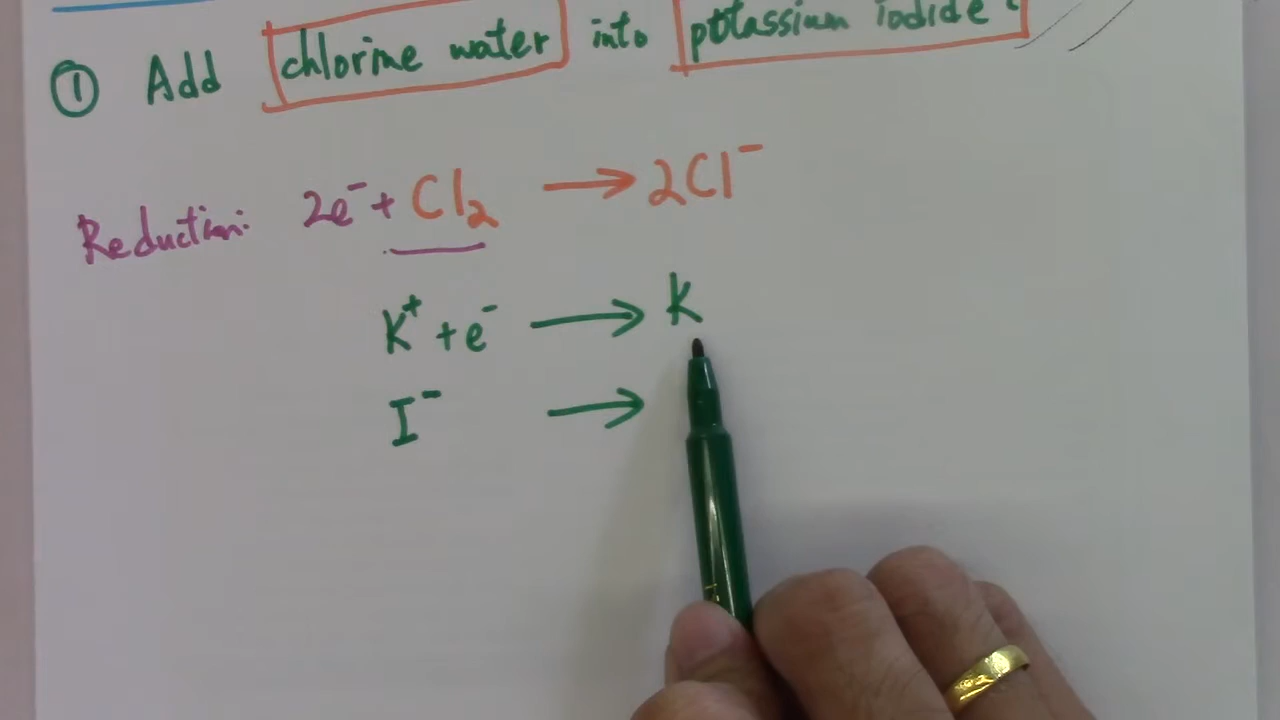 ① Add chlorine water into potassium iodide.
Reduction: 2e⁻ + Cl₂ → 2Cl⁻
K⁺ + e⁻ → K
I⁻ →